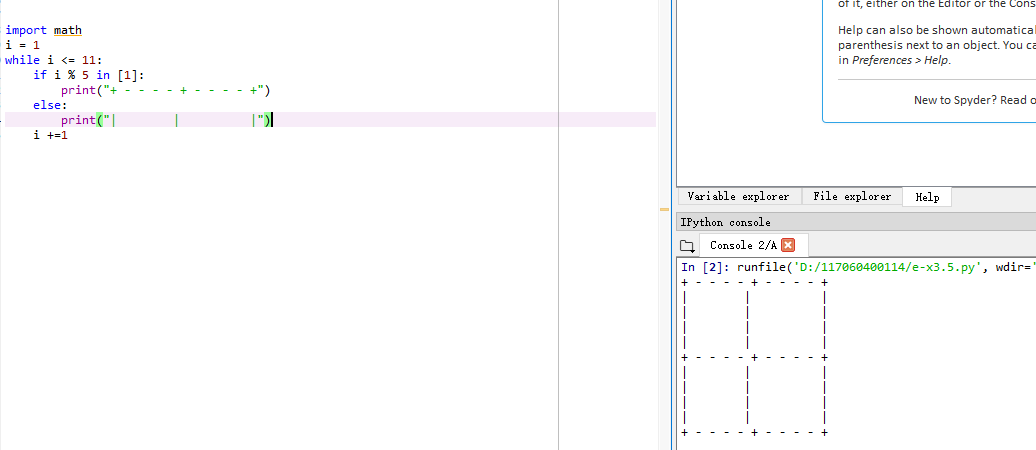 of it, either on the Editor or the Cons
import math
i = 1
while i <= 11:
    if i % 5 in [1]:
        print("+ - - - - + - - - - +")
    else:
        print("|        |          |")
    i +=1
Help can also be shown automatical
parenthesis next to an object. You ca
in Preferences > Help.
New to Spyder? Read o
Variable explorer File explorer Help
IPython console
Console 2/A
In [2]: runfile('D:/117060400114/e-x3.5.py', wdir='
+ - - - - + - - - - +
|        |          |
|        |          |
|        |          |
|        |          |
+ - - - - + - - - - +
|        |          |
|        |          |
|        |          |
|        |          |
+ - - - - + - - - - +